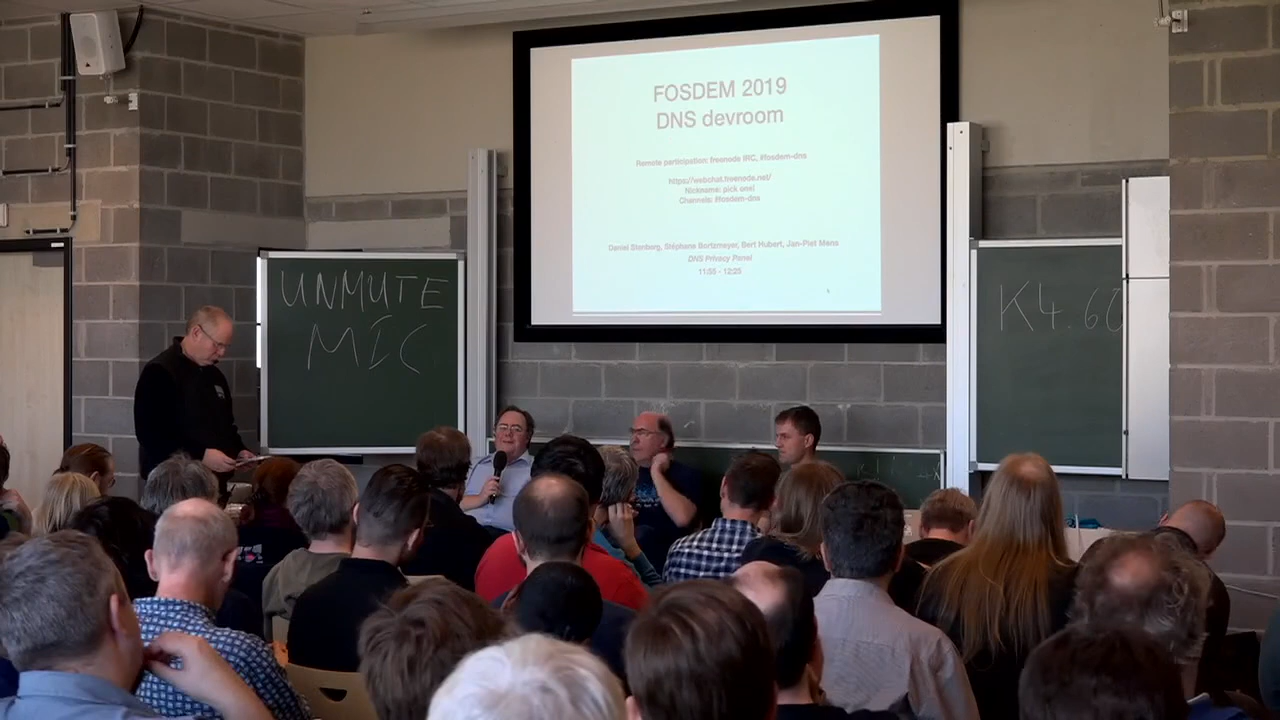 FOSDEM 2019
DNS devroom
Remote participation: freenode IRC, #fosdem-dns
https://webchat.freenode.net/
Nickname: pick one!
Channels: #fosdem-dns
Daniel Stenberg, Stéphane Bortzmeyer, Bert Hubert, Jan-Piet Mens
DNS Privacy Panel
11:55 - 12:25
UNMUTE
MIC
K4.60